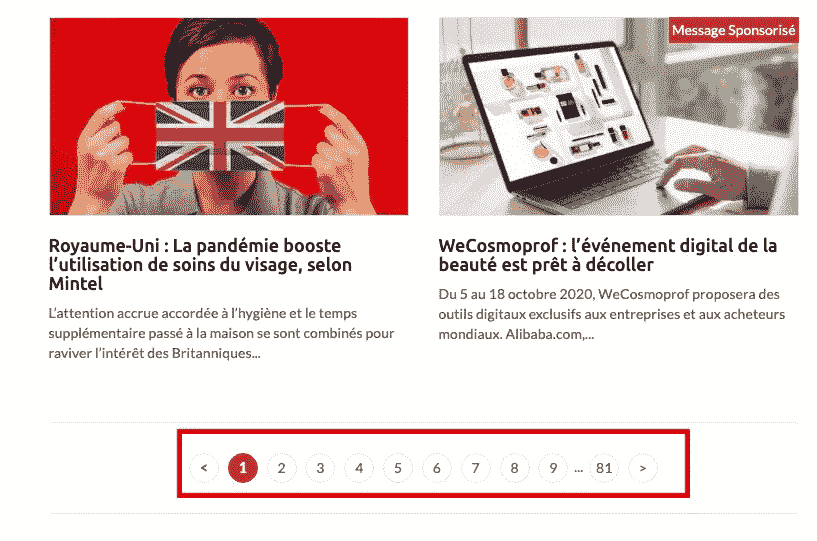 Message Sponsorisé
Royaume-Uni : La pandémie booste
l’utilisation de soins du visage, selon
Mintel
L’attention accrue accordée à l’hygiène et le temps
supplémentaire passé à la maison se sont combinés pour
raviver l’intérêt des Britanniques...
WeCosmoprof : l’événement digital de la
beauté est prêt à décoller
Du 5 au 18 octobre 2020, WeCosmoprof proposera des
outils digitaux exclusifs aux entreprises et aux acheteurs
mondiaux. Alibaba.com,...
< 1 2 3 4 5 6 7 8 9 ... 81 >